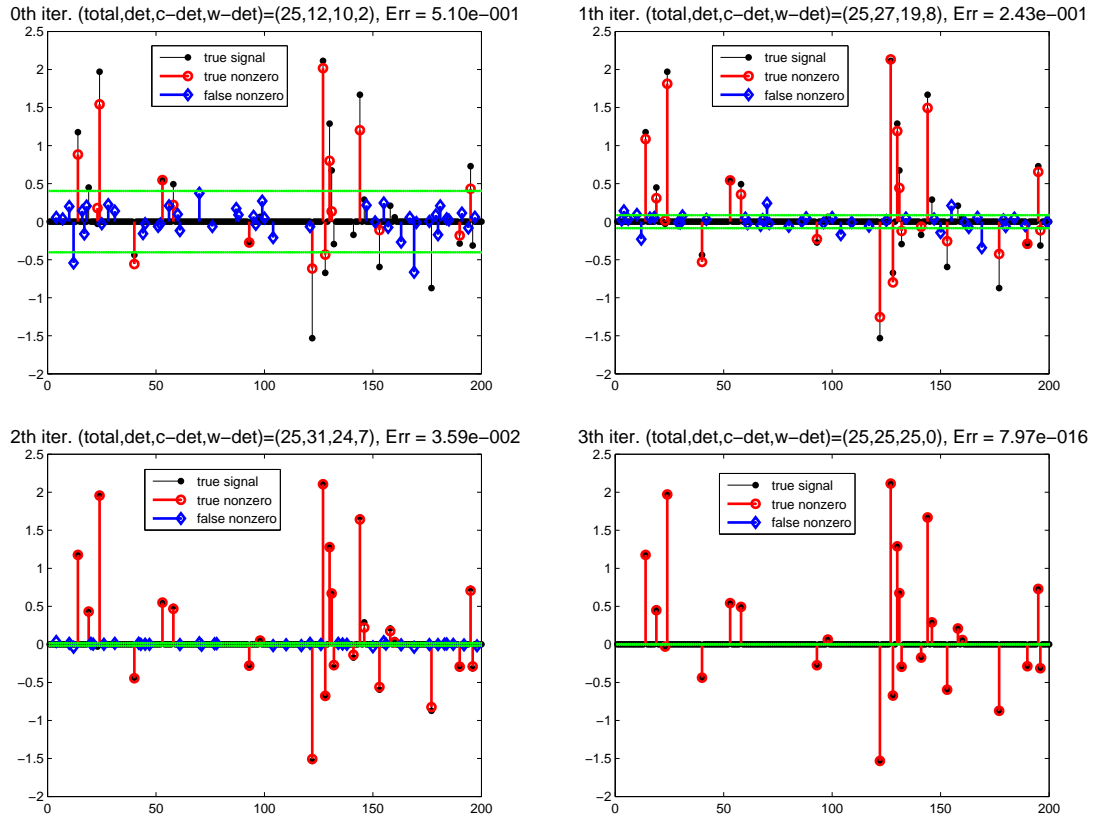 0th iter. (total,det,c−det,w−det)=(25,12,10,2), Err = 5.10e−001
2.5
2
1.5
1
0.5
0
−0.5
−1
−1.5
−2
0 50 100 150 200
true signal
true nonzero
false nonzero
1th iter. (total,det,c−det,w−det)=(25,27,19,8), Err = 2.43e−001
2.5
2
1.5
1
0.5
0
−0.5
−1
−1.5
−2
0 50 100 150 200
true signal
true nonzero
false nonzero
2th iter. (total,det,c−det,w−det)=(25,31,24,7), Err = 3.59e−002
2.5
2
1.5
1
0.5
0
−0.5
−1
−1.5
−2
0 50 100 150 200
true signal
true nonzero
false nonzero
3th iter. (total,det,c−det,w−det)=(25,25,25,0), Err = 7.97e−016
2.5
2
1.5
1
0.5
0
−0.5
−1
−1.5
−2
0 50 100 150 200
true signal
true nonzero
false nonzero